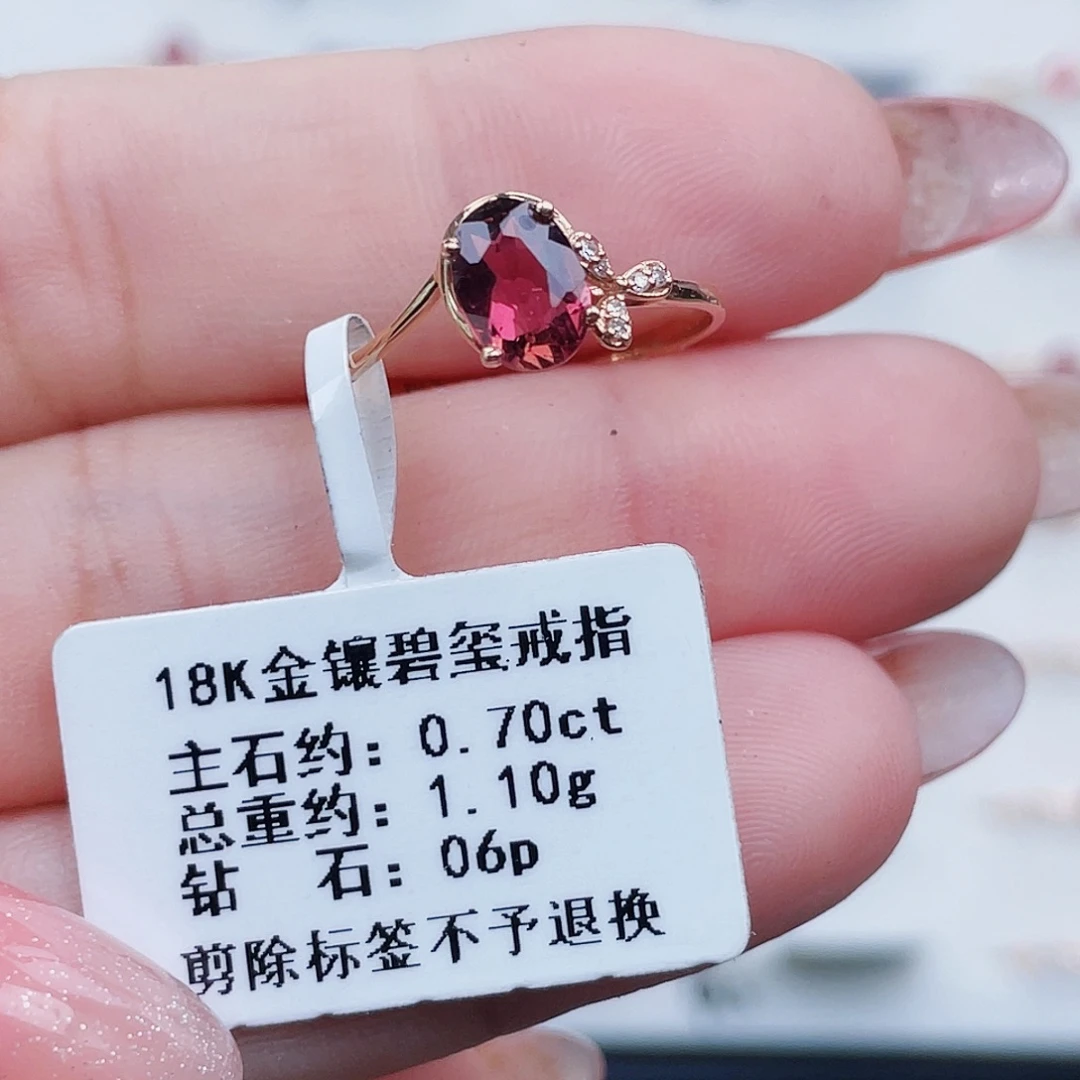 18K金镶碧玺戒指
主石约：0.70ct
总重约：1.10g
钻 石：06p
剪除标签不予退换